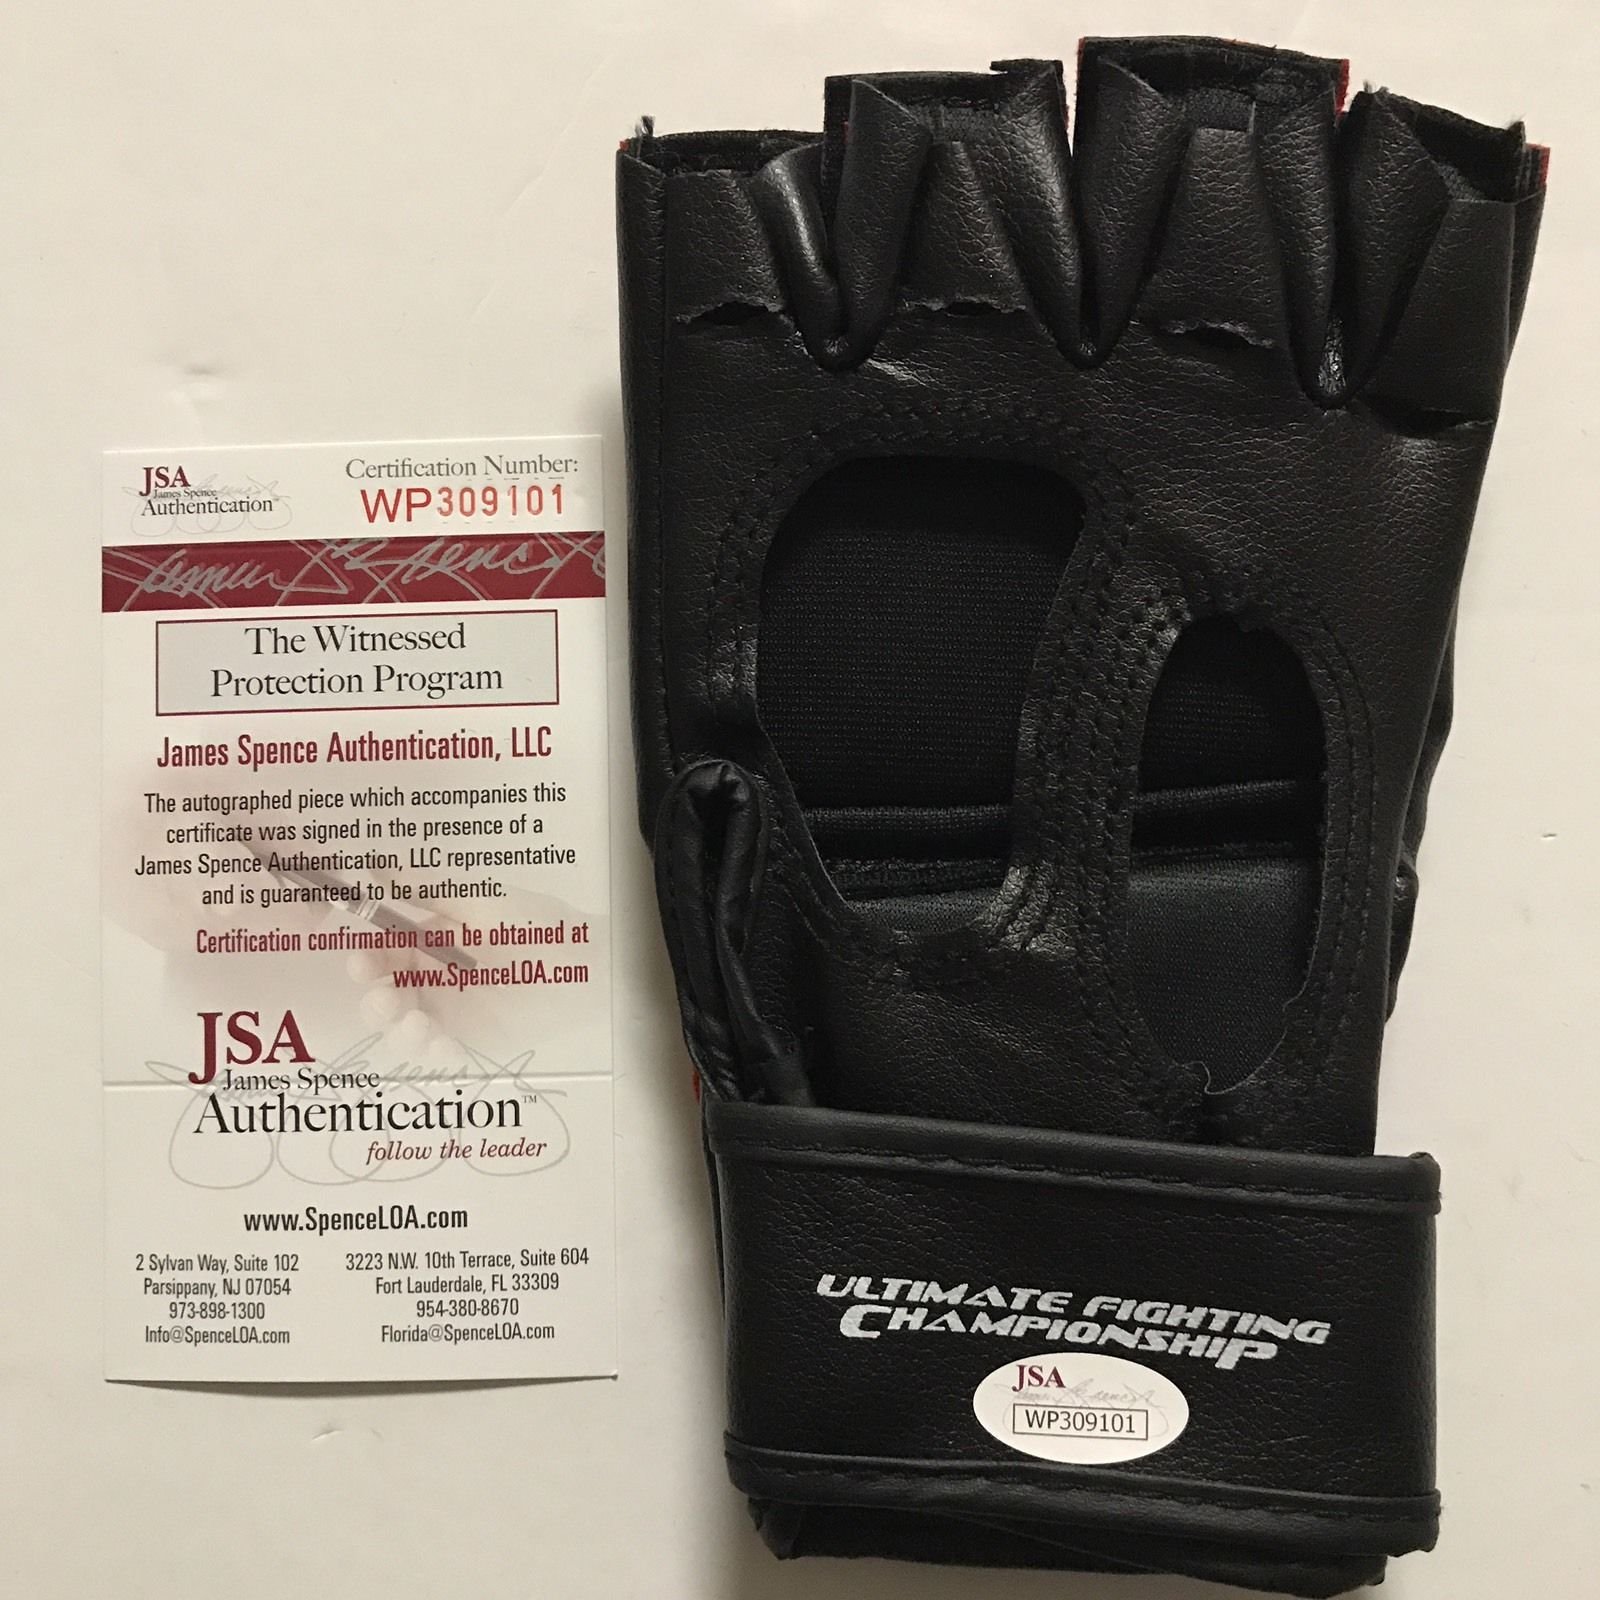 JSA
James Spence
Authentication™
Certification Number:
WP309101
The Witnessed
Protection Program
James Spence Authentication, LLC
The autographed piece which accompanies this
certificate was signed in the presence of a
James Spence Authentication, LLC representative
and is guaranteed to be authentic.
Certification confirmation can be obtained at
www.SpenceLOA.com
JSA
James Spence
Authentication™
follow the leader
www.SpenceLOA.com
2 Sylvan Way, Suite 102
Parsippany, NJ 07054
973-898-1300
Info@SpenceLOA.com
3223 N.W. 10th Terrace, Suite 604
Fort Lauderdale, FL 33309
954-380-8670
Florida@SpenceLOA.com
ULTIMATE FIGHTING
CHAMPIONSHIP
JSA
WP309101